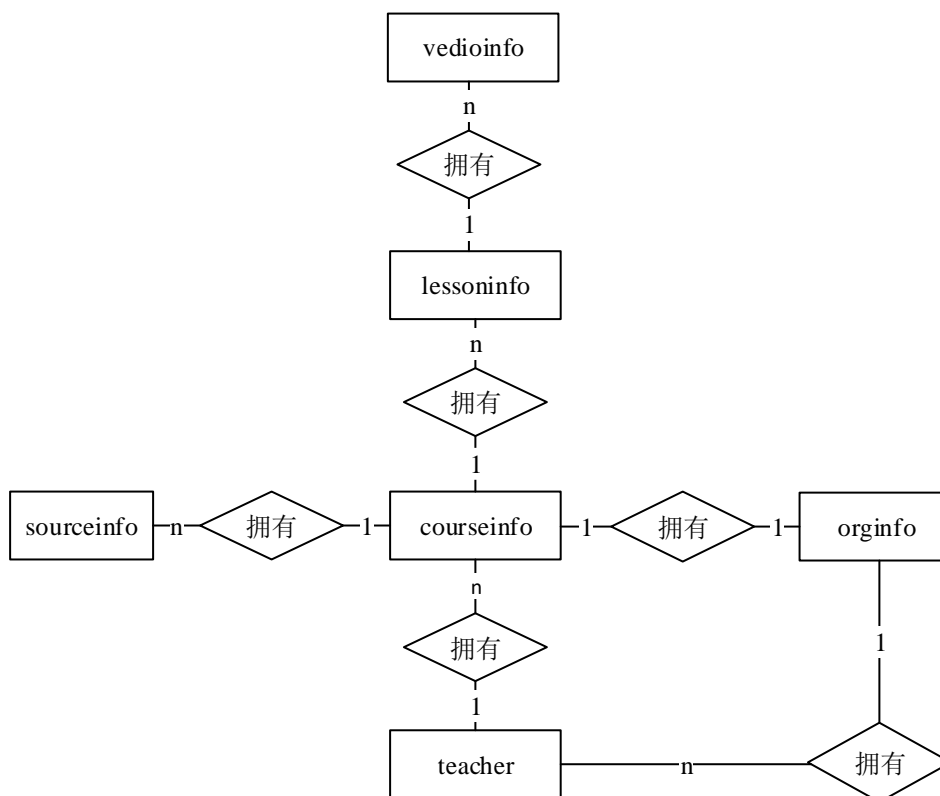 vedioinfo
n
拥有
1
lessoninfo
n
拥有
1
sourceinfo n 拥有 1 courseinfo 1 拥有 1 orginfo
n
拥有
1
1
teacher n 拥有